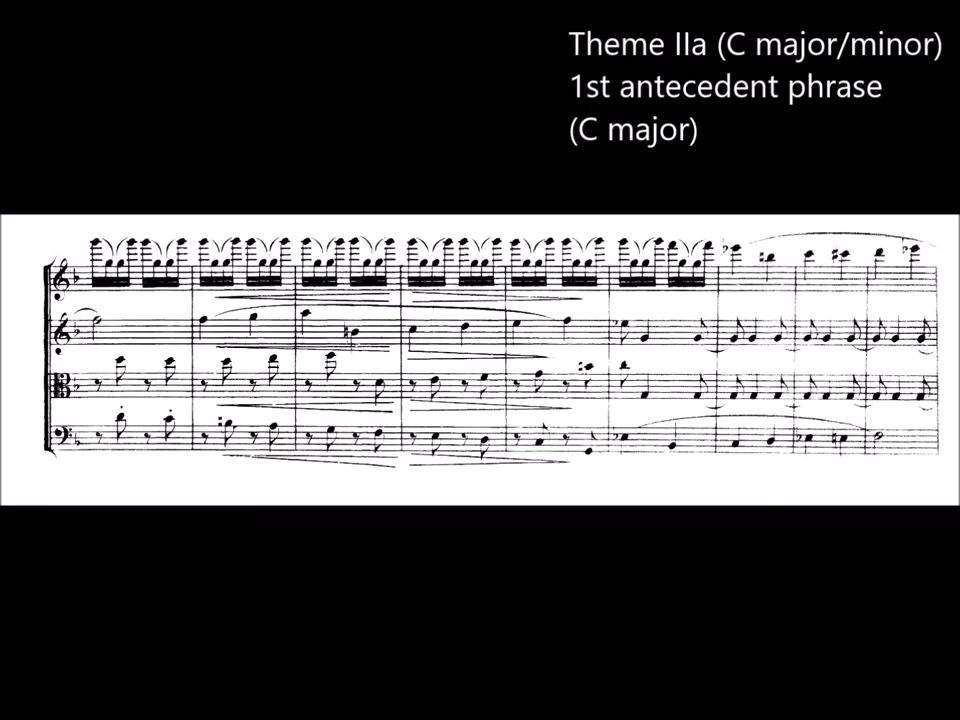 Theme IIa (C major/minor)
1st antecedent phrase
(C major)